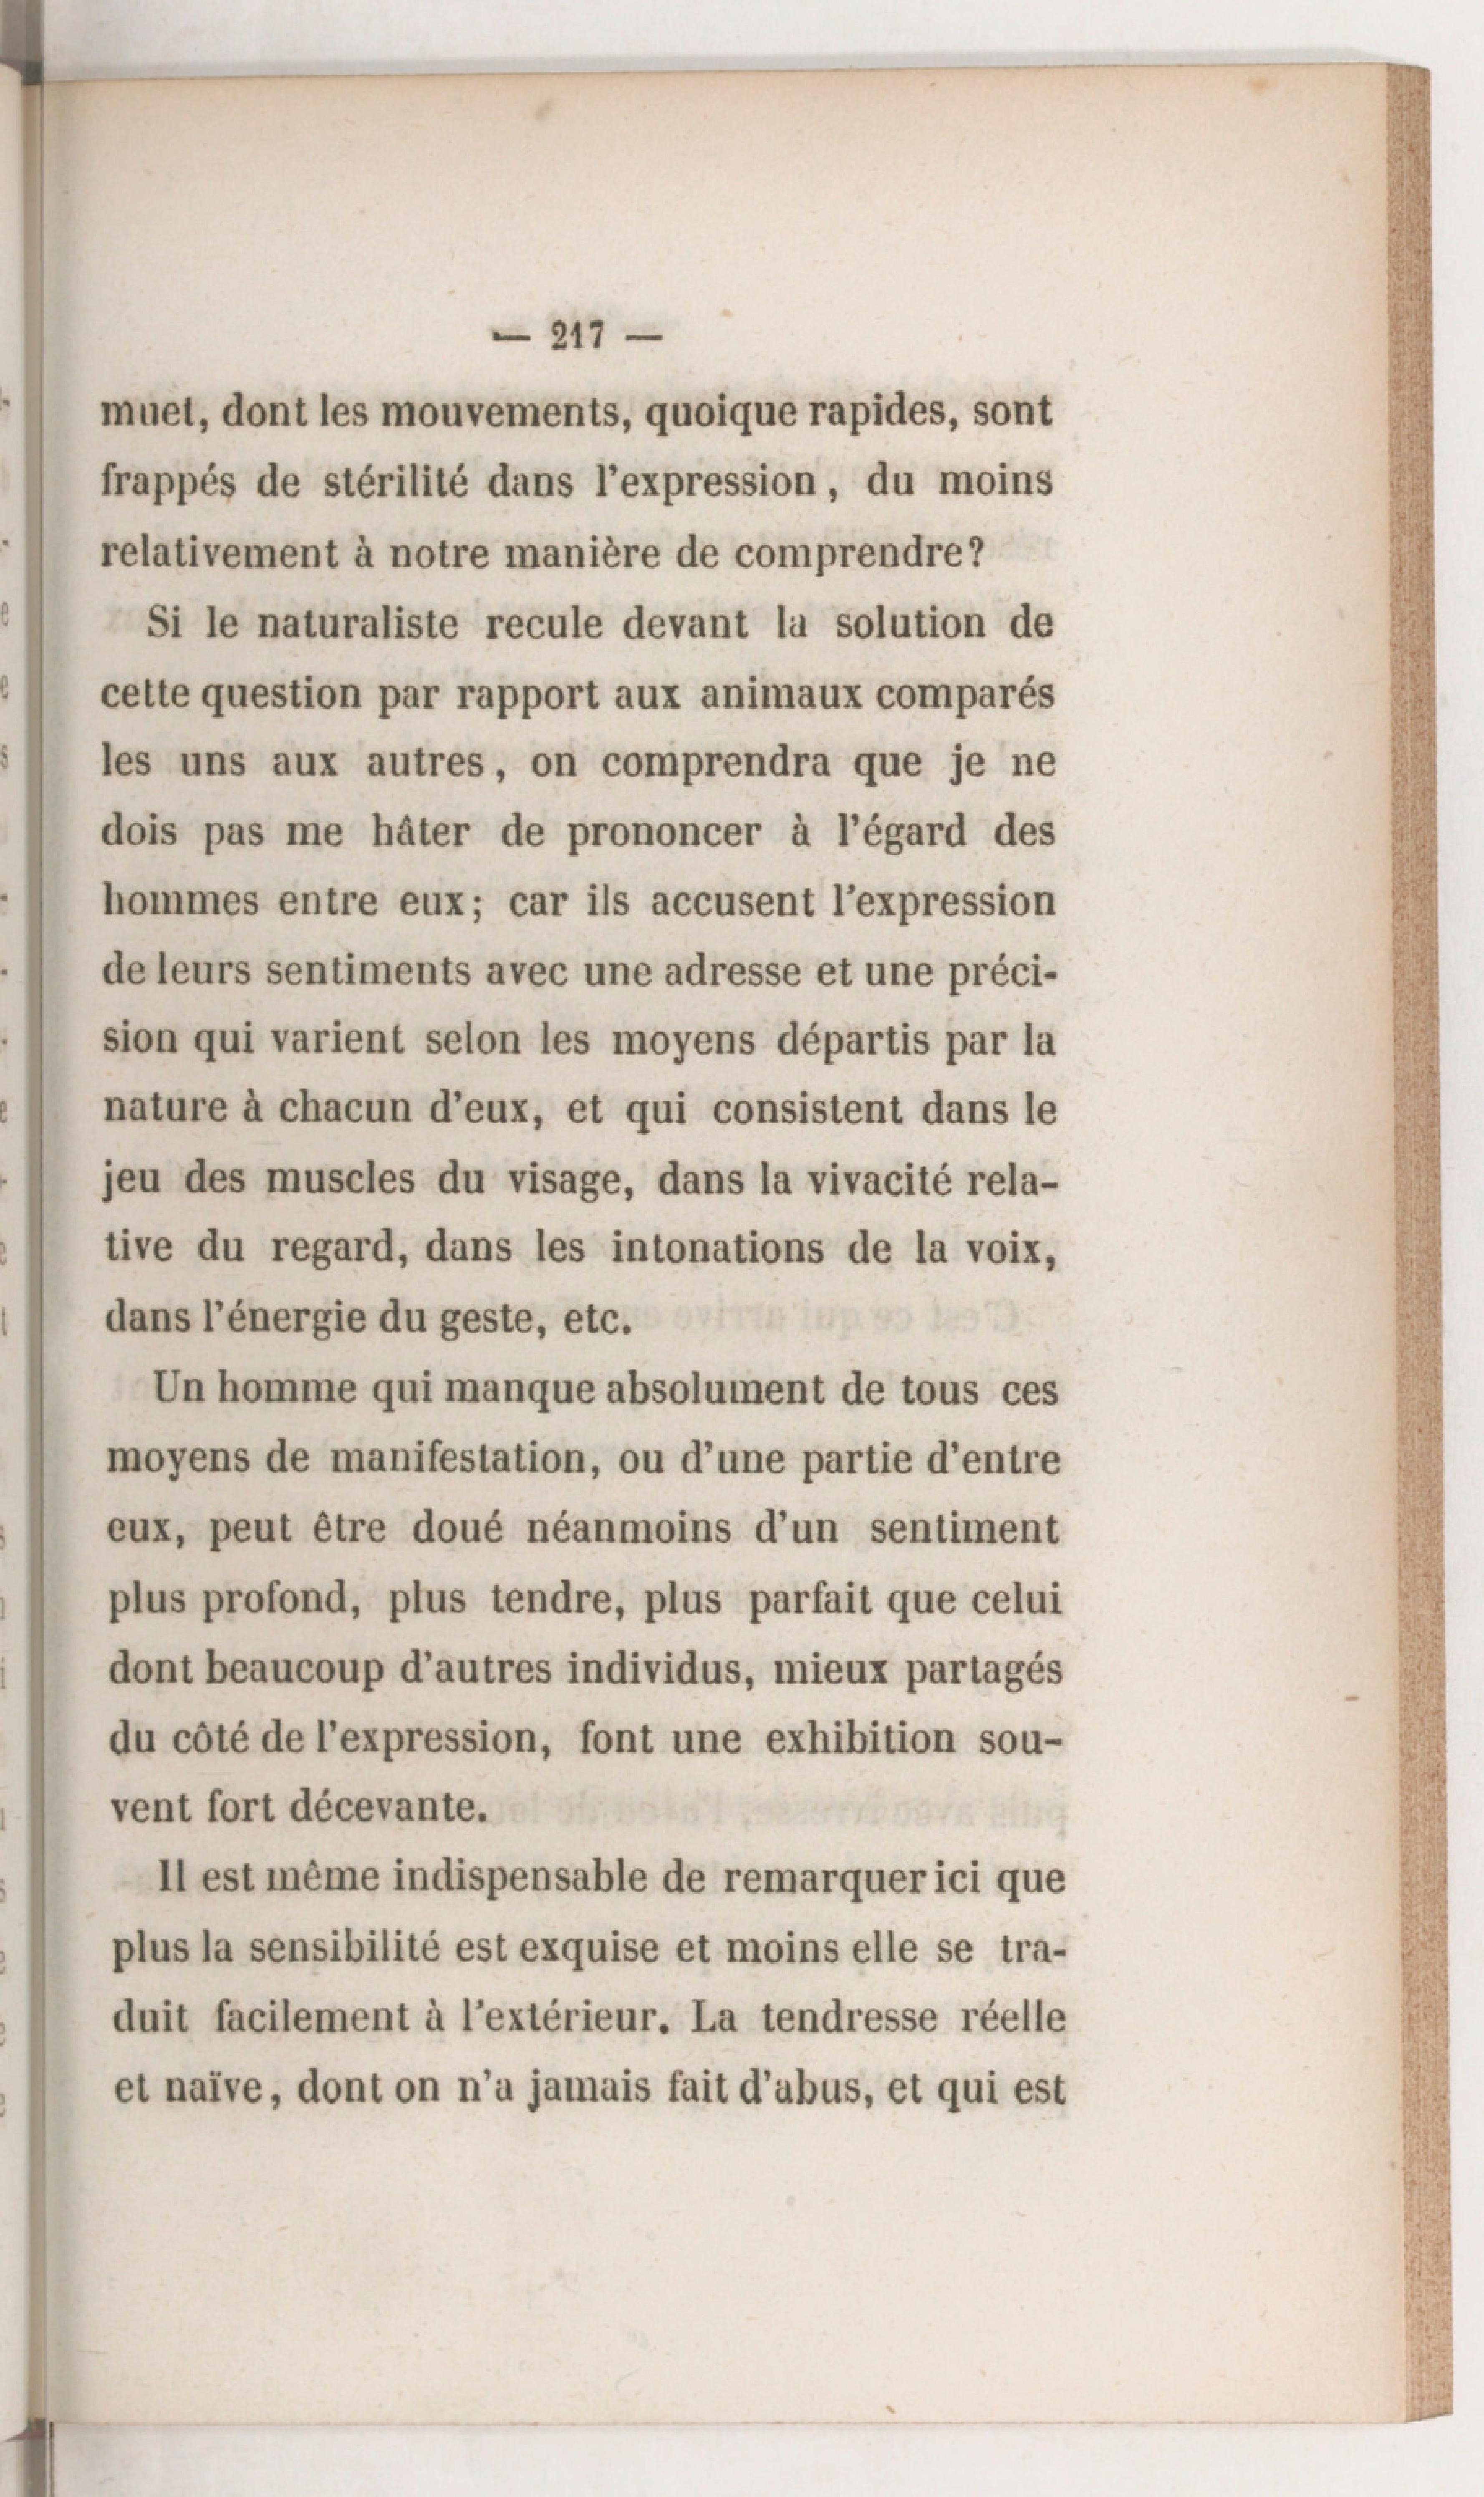 — 217 —
muet, dont les mouvements, quoique rapides, sont
frappés de stérilité dans l'expression, du moins
relativement à notre manière de comprendre?
Si le naturaliste recule devant la solution de
cette question par rapport aux animaux comparés
les uns aux autres, on comprendra que je ne
dois pas me hâter de prononcer à l'égard des
hommes entre eux; car ils accusent l'expression
de leurs sentiments avec une adresse et une préci-
sion qui varient selon les moyens départis par la
nature à chacun d'eux, et qui consistent dans le
jeu des muscles du visage, dans la vivacité rela-
tive du regard, dans les intonations de la voix,
dans l'énergie du geste, etc.
Un homme qui manque absolument de tous ces
moyens de manifestation, ou d'une partie d'entre
eux, peut être doué néanmoins d'un sentiment
plus profond, plus tendre, plus parfait que celui
dont beaucoup d'autres individus, mieux partagés
du côté de l'expression, font une exhibition sou-
vent fort décevante.
Il est même indispensable de remarquer ici que
plus la sensibilité est exquise et moins elle se tra-
duit facilement à l'extérieur. La tendresse réelle
et naïve, dont on n'a jamais fait d'abus, et qui est